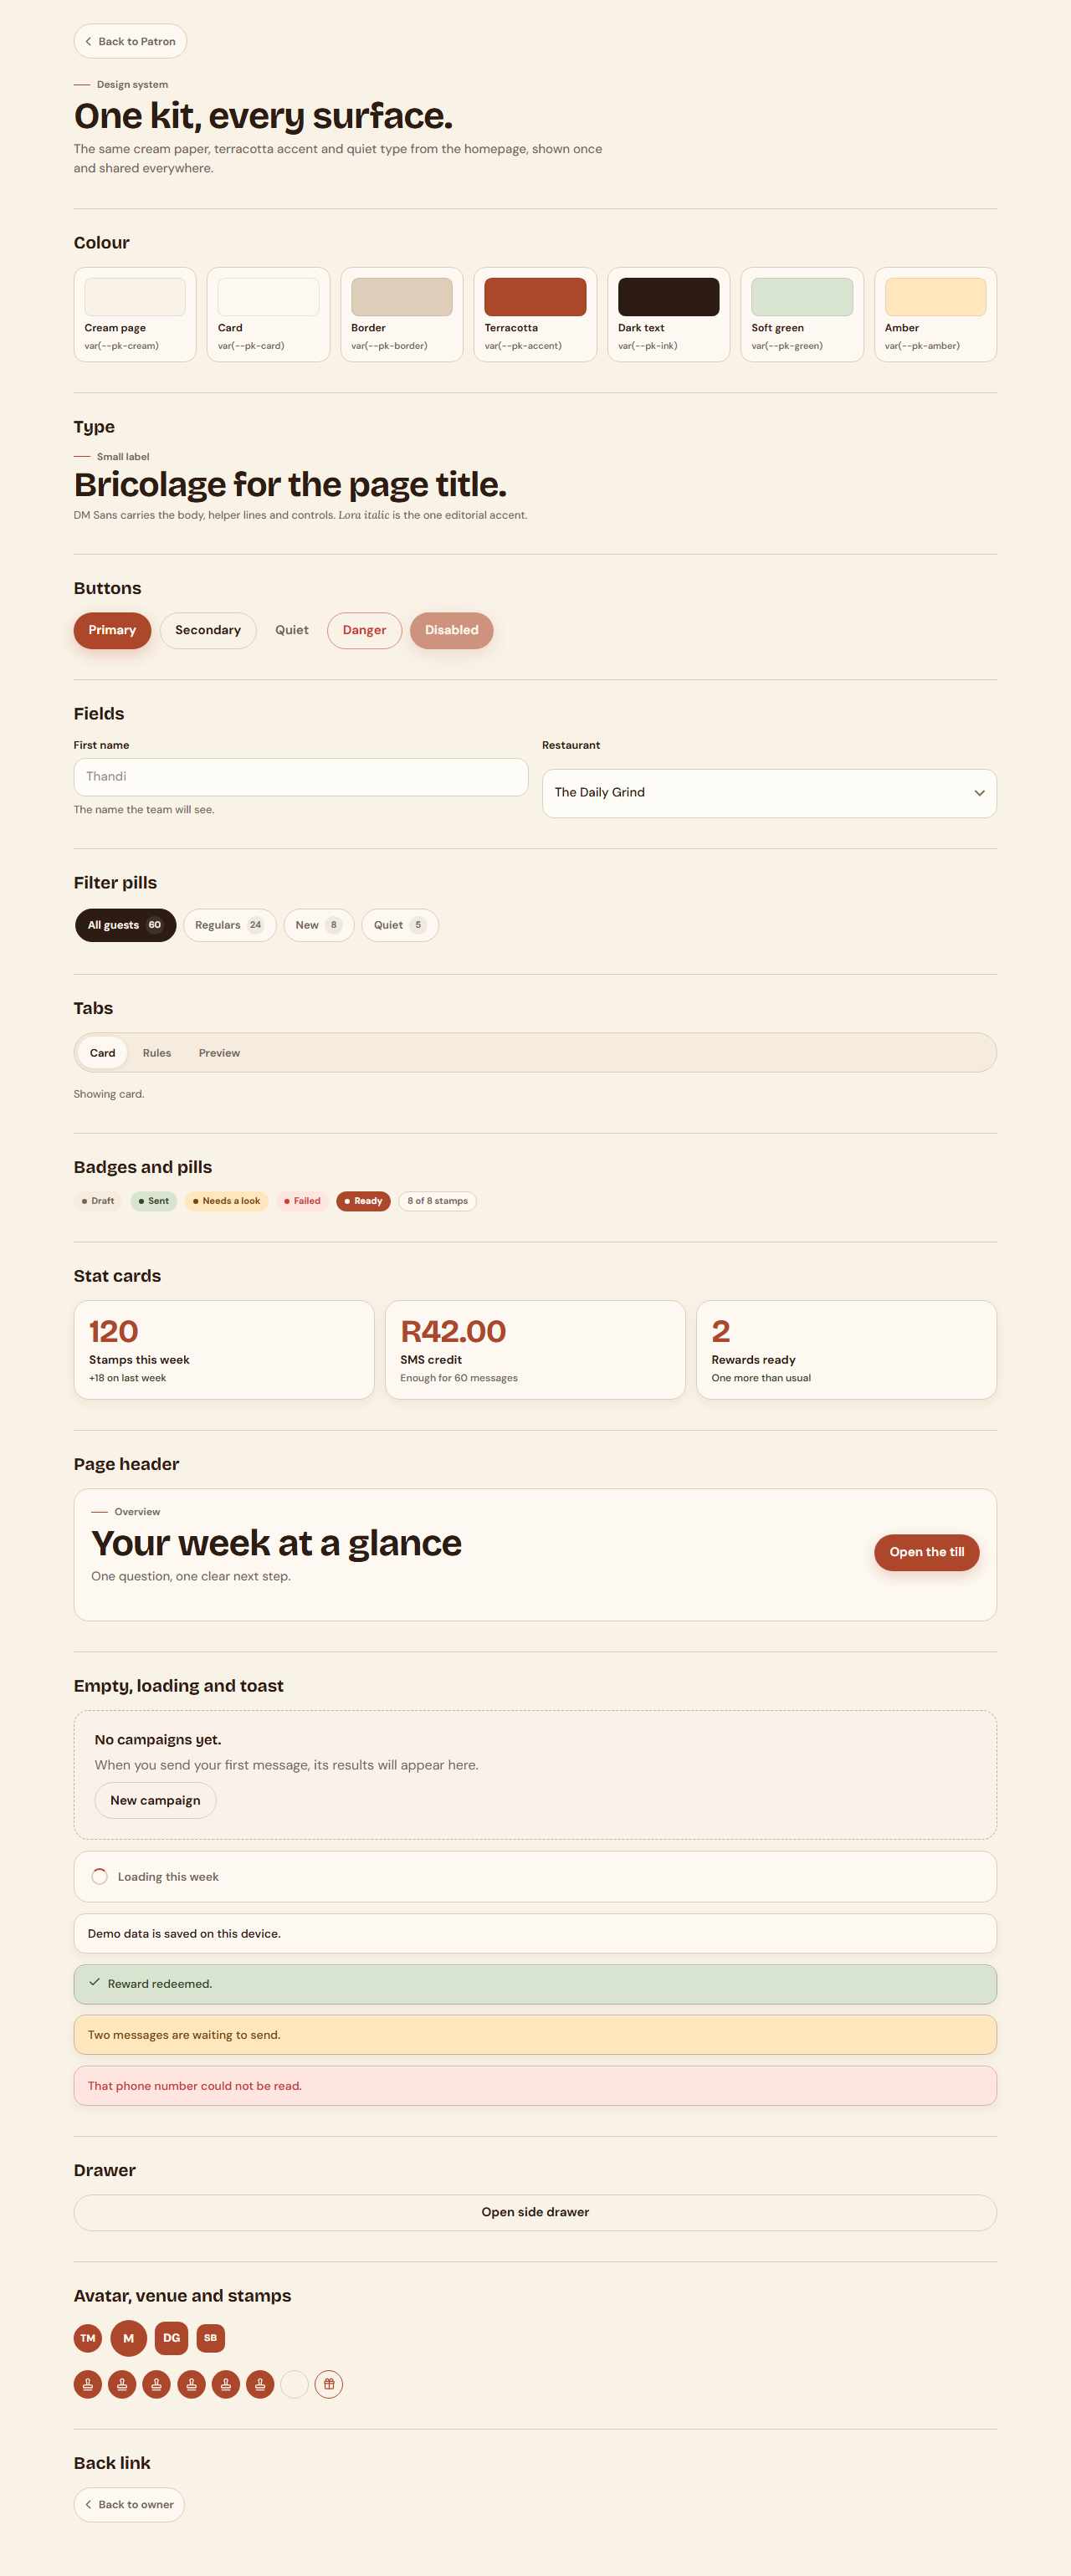 Back to Patron
Design system
One kit, every surface.
The same cream paper, terracotta accent and quiet type from the homepage, shown once
and shared everywhere.
Colour
Cream page
var(--pk-cream)
Card
var(--pk-card)
Border
var(--pk-border)
Terracotta
var(--pk-accent)
Dark text
var(--pk-ink)
Soft green
var(--pk-green)
Amber
var(--pk-amber)
Type
Small label
Bricolage for the page title.
DM Sans carries the body, helper lines and controls. Lora italic is the one editorial accent.
Buttons
Primary
Secondary
Quiet
Danger
Disabled
Fields
First name
Thandi
The name the team will see.
Restaurant
The Daily Grind
Filter pills
All guests 60
Regulars 24
New 8
Quiet 5
Tabs
Card
Rules
Preview
Showing card.
Badges and pills
Draft
Sent
Needs a look
Failed
Ready
8 of 8 stamps
Stat cards
120
Stamps this week
+18 on last week
R42.00
SMS credit
Enough for 60 messages
2
Rewards ready
One more than usual
Page header
Overview
Your week at a glance
One question, one clear next step.
Open the till
Empty, loading and toast
No campaigns yet.
When you send your first message, its results will appear here.
New campaign
Loading this week
Demo data is saved on this device.
Reward redeemed.
Two messages are waiting to send.
That phone number could not be read.
Drawer
Open side drawer
Avatar, venue and stamps
TM
M
DG
SB
Back link
Back to owner